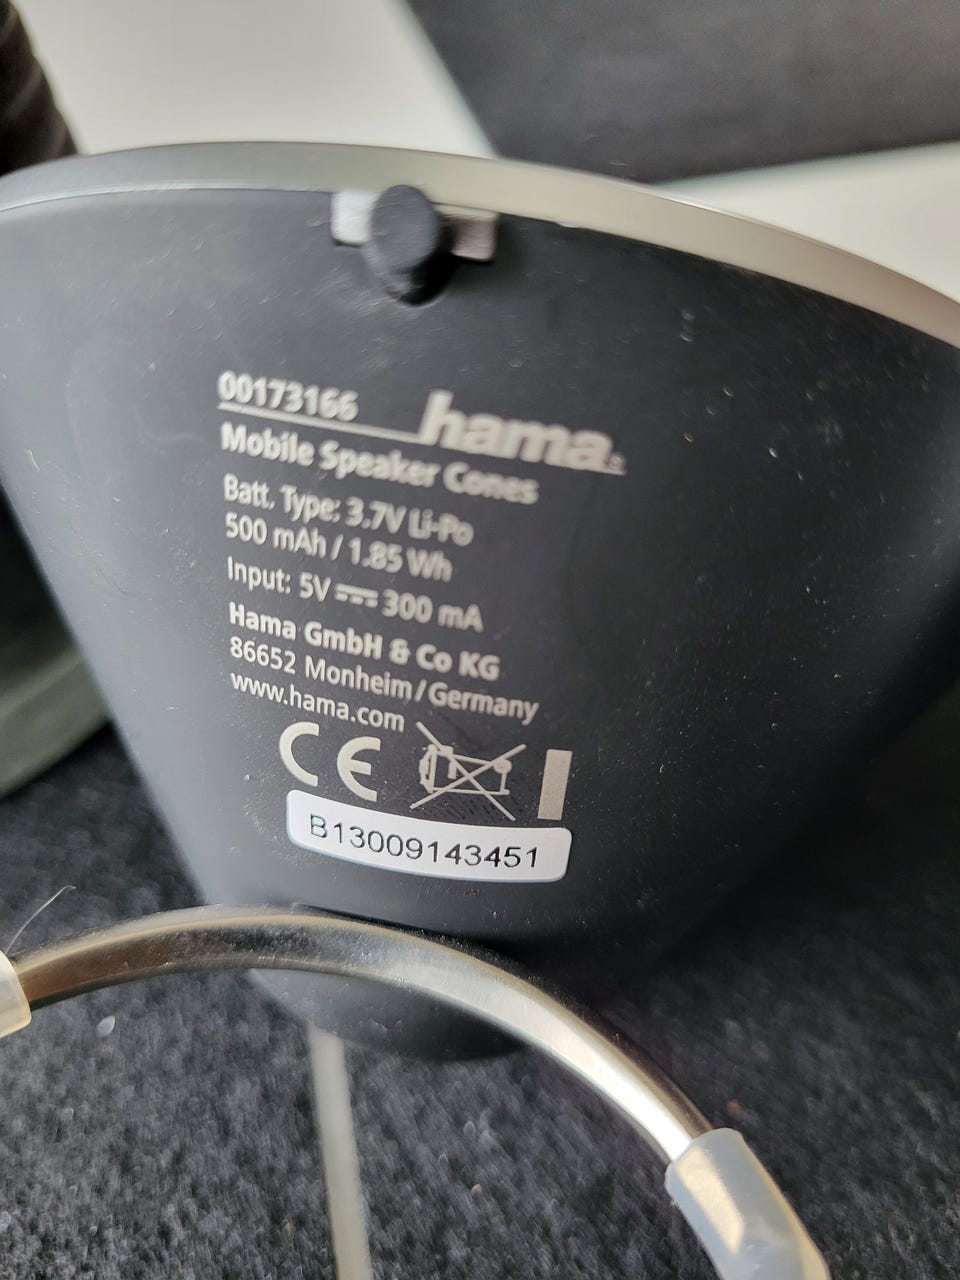 00173166 hama®
Mobile Speaker Cones
Batt. Type: 3.7V Li-Po
500 mAh / 1.85 Wh
Input: 5V ⎓ 300 mA
Hama GmbH & Co KG
86652 Monheim/Germany
www.hama.com
CE
B13009143451